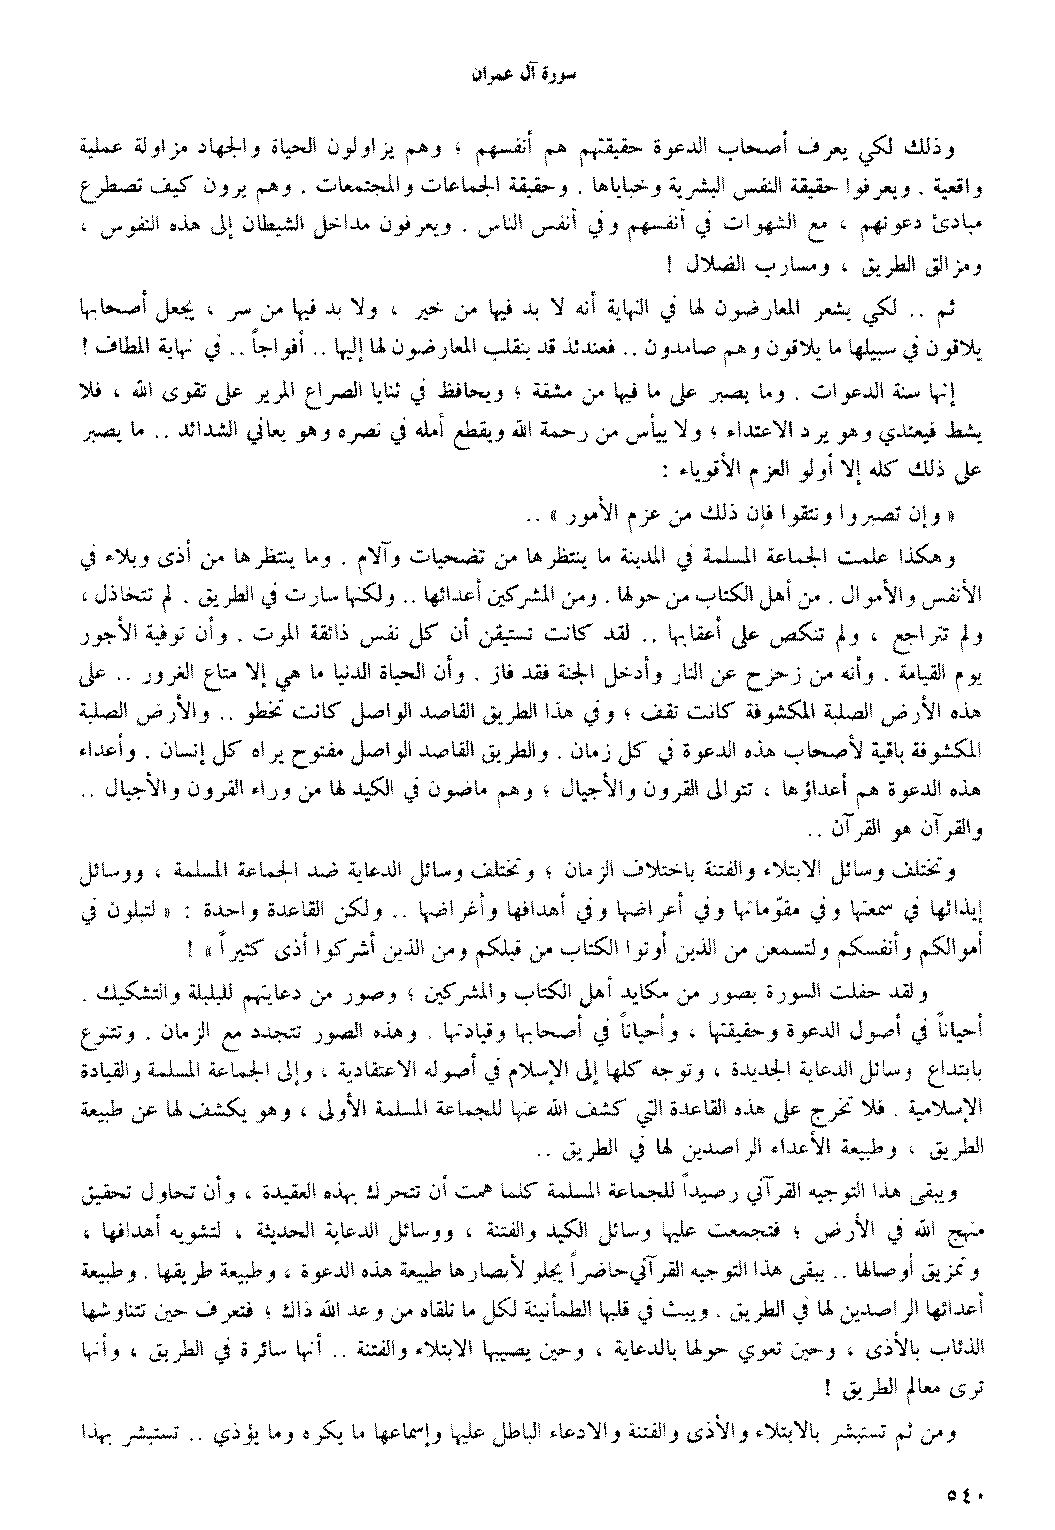 سورة آل عمران
وذلك لكي يعرف أصحاب الدعوة حقيقتهم هم أنفسهم ؛ وهم يزاولون الحياة والجهاد مزاولة عملية
واقعية . ويعرفوا حقيقة النفس البشرية وخباياها . وحقيقة الجماعات والمجتمعات . وهم يرون كيف تصطرع
مبادئ دعوتهم ، مع الشهوات في أنفسهم وفي أنفس الناس . ويعرفون مداخل الشيطان إلى هذه النفوس ،
ومزالق الطريق ، ومسارب الضلال !
ثم .. لكي يشعر المعارضون لها في النهاية أنه لا بد فيها من خير ، ولا بد فيها من سر ، يجعل أصحابها
يلاقون في سبيلها ما يلاقون وهم صامدون .. فعندئذ قد ينقلب المعارضون لها إليها .. أفواجاً .. في نهاية المطاف !
إنها سنة الدعوات . وما يصبر على ما فيها من مشقة ؛ ويحافظ في ثنايا الصراع المرير على تقوى الله ، فلا
يشط فيعتدي وهو يرد الاعتداء ؛ ولا ييأس من رحمة الله ويقطع أمله في نصره وهو يعاني الشدائد .. ما يصبر
على ذلك كله إلا أولو العزم الأقوياء :
« وإن تصبروا وتتقوا فإن ذلك من عزم الأمور » ..
وهكذا علمت الجماعة المسلمة في المدينة ما ينتظرها من تضحيات وآلام . وما ينتظرها من أذى وبلاء في
الأنفس والأموال . من أهل الكتاب من حولها . ومن المشركين أعدائها .. ولكنها سارت في الطريق . لم تتخاذل ،
ولم تتراجع ، ولم تنكص على أعقابها .. لقد كانت تستيقن أن كل نفس ذائقة الموت . وأن توفية الأجور
يوم القيامة . وأنه من زحزح عن النار وأدخل الجنة فقد فاز . وأن الحياة الدنيا ما هي إلا متاع الغرور .. على
هذه الأرض الصلبة المكشوفة كانت تقف ؛ وفي هذا الطريق القاصد الواصل كانت تخطو .. والأرض الصلبة
المكشوفة باقية لأصحاب هذه الدعوة في كل زمان . والطريق القاصد الواصل مفتوح يراه كل إنسان . وأعداء
هذه الدعوة هم أعداؤها ، تتوالى القرون والأجيال ؛ وهم ماضون في الكيد لها من وراء القرون والأجيال ..
والقرآن هو القرآن ..
وتختلف وسائل الابتلاء والفتنة باختلاف الزمان ؛ وتختلف وسائل الدعاية ضد الجماعة المسلمة ، ووسائل
إيذائها في سمعتها وفي مقوّماتها وفي أعراضها وفي أهدافها وأغراضها .. ولكن القاعدة واحدة : « لتبلون في
أموالكم وأنفسكم ولتسمعن من الذين أوتوا الكتاب من قبلكم ومن الذين أشركوا أذى كثيراً » !
ولقد حفلت السورة بصور من مكايد أهل الكتاب والمشركين ؛ وصور من دعايتهم للبلبلة والتشكيك .
أحياناً في أصول الدعوة وحقيقتها ، وأحياناً في أصحابها وقيادتها . وهذه الصور تتجدد مع الزمان . وتتنوع
بابتداع وسائل الدعاية الجديدة ، وتوجه كلها إلى الإسلام في أصوله الاعتقادية ، وإلى الجماعة المسلمة والقيادة
الإسلامية . فلا تخرج على هذه القاعدة التي كشف الله عنها للجماعة المسلمة الأولى ، وهو يكشف لها عن طبيعة
الطريق ، وطبيعة الأعداء الراصدين لها في الطريق ..
ويبقى هذا التوجيه القرآني رصيداً للجماعة المسلمة كلما همت أن تتحرك بهذه العقيدة ، وأن تحاول تحقيق
منهج الله في الأرض ؛ فتجمعت عليها وسائل الكيد والفتنة ، ووسائل الدعاية الحديثة ، لتشويه أهدافها ،
وتمزيق أوصالها .. يبقى هذا التوجيه القرآني حاضراً يجلو لأبصارها طبيعة هذه الدعوة ، وطبيعة طريقها . وطبيعة
أعدائها الراصدين لها في الطريق . ويبث في قلبها الطمأنينة لكل ما تلقاه من وعد الله ذاك ؛ فتعرف حين تتناوشها
الذئاب بالأذى ، وحين تعوي حولها بالدعاية ، وحين يصيبها الابتلاء والفتنة .. أنها سائرة في الطريق ، وأنها
ترى معالم الطريق !
ومن ثم تستبشر بالابتلاء والأذى والفتنة والادعاء الباطل عليها وإسماعها ما يكره وما يؤذي .. تستبشر بهذا
٥٤٠